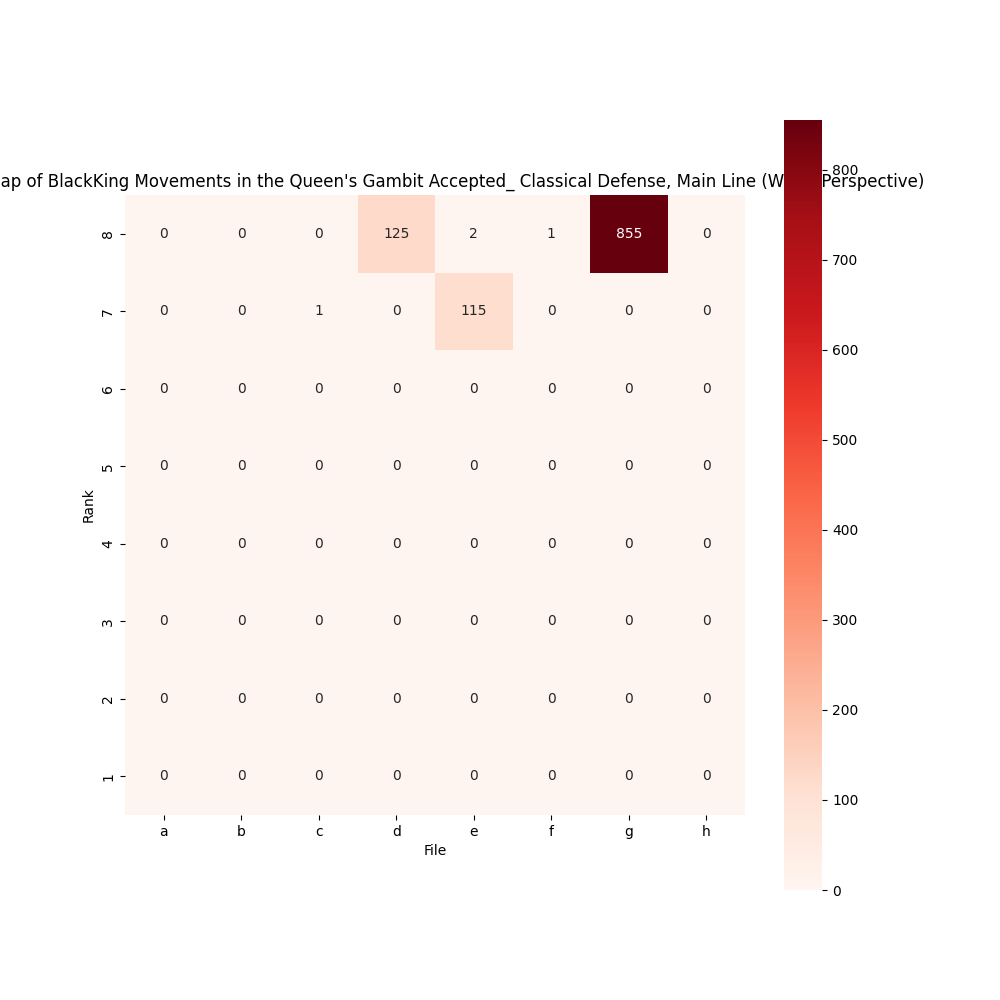 ap of BlackKing Movements in the Queen's Gambit Accepted_ Classical Defense, Main Line (W Perspective)
8 0 0 0 125 2 1 855 0
7 0 0 1 0 115 0 0 0
6 0 0 0 0 0 0 0 0
5 0 0 0 0 0 0 0 0
4 0 0 0 0 0 0 0 0
3 0 0 0 0 0 0 0 0
2 0 0 0 0 0 0 0 0
1 0 0 0 0 0 0 0 0
a b c d e f g h
File
Rank
800
700
600
500
400
300
200
100
0